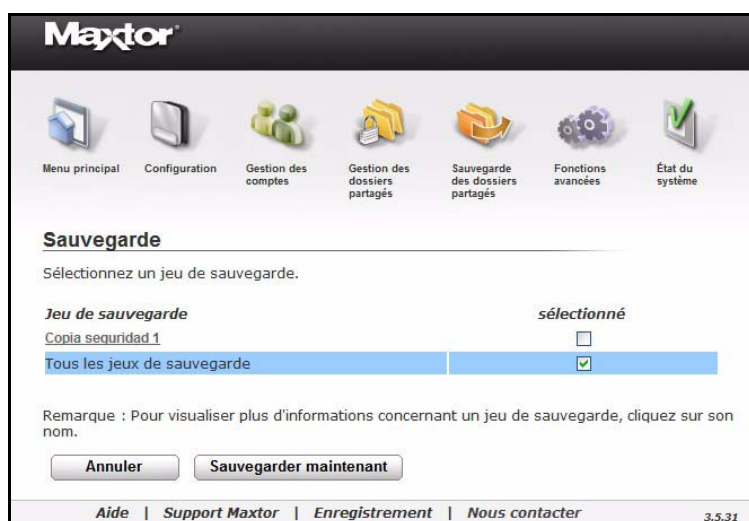 Maxtor
Menu principal
Configuration
Gestion des
comptes
Gestion des
dossiers
partagés
Sauvegarde
des dossiers
partagés
Fonctions
avancées
État du
système
Sauvegarde
Sélectionnez un jeu de sauvegarde.
Jeu de sauvegarde sélectionné
Copia seguridad 1
Tous les jeux de sauvegarde
Remarque : Pour visualiser plus d'informations concernant un jeu de sauvegarde, cliquez sur son
nom.
Annuler Sauvegarder maintenant
Aide | Support Maxtor | Enregistrement | Nous contacter 3.5.31